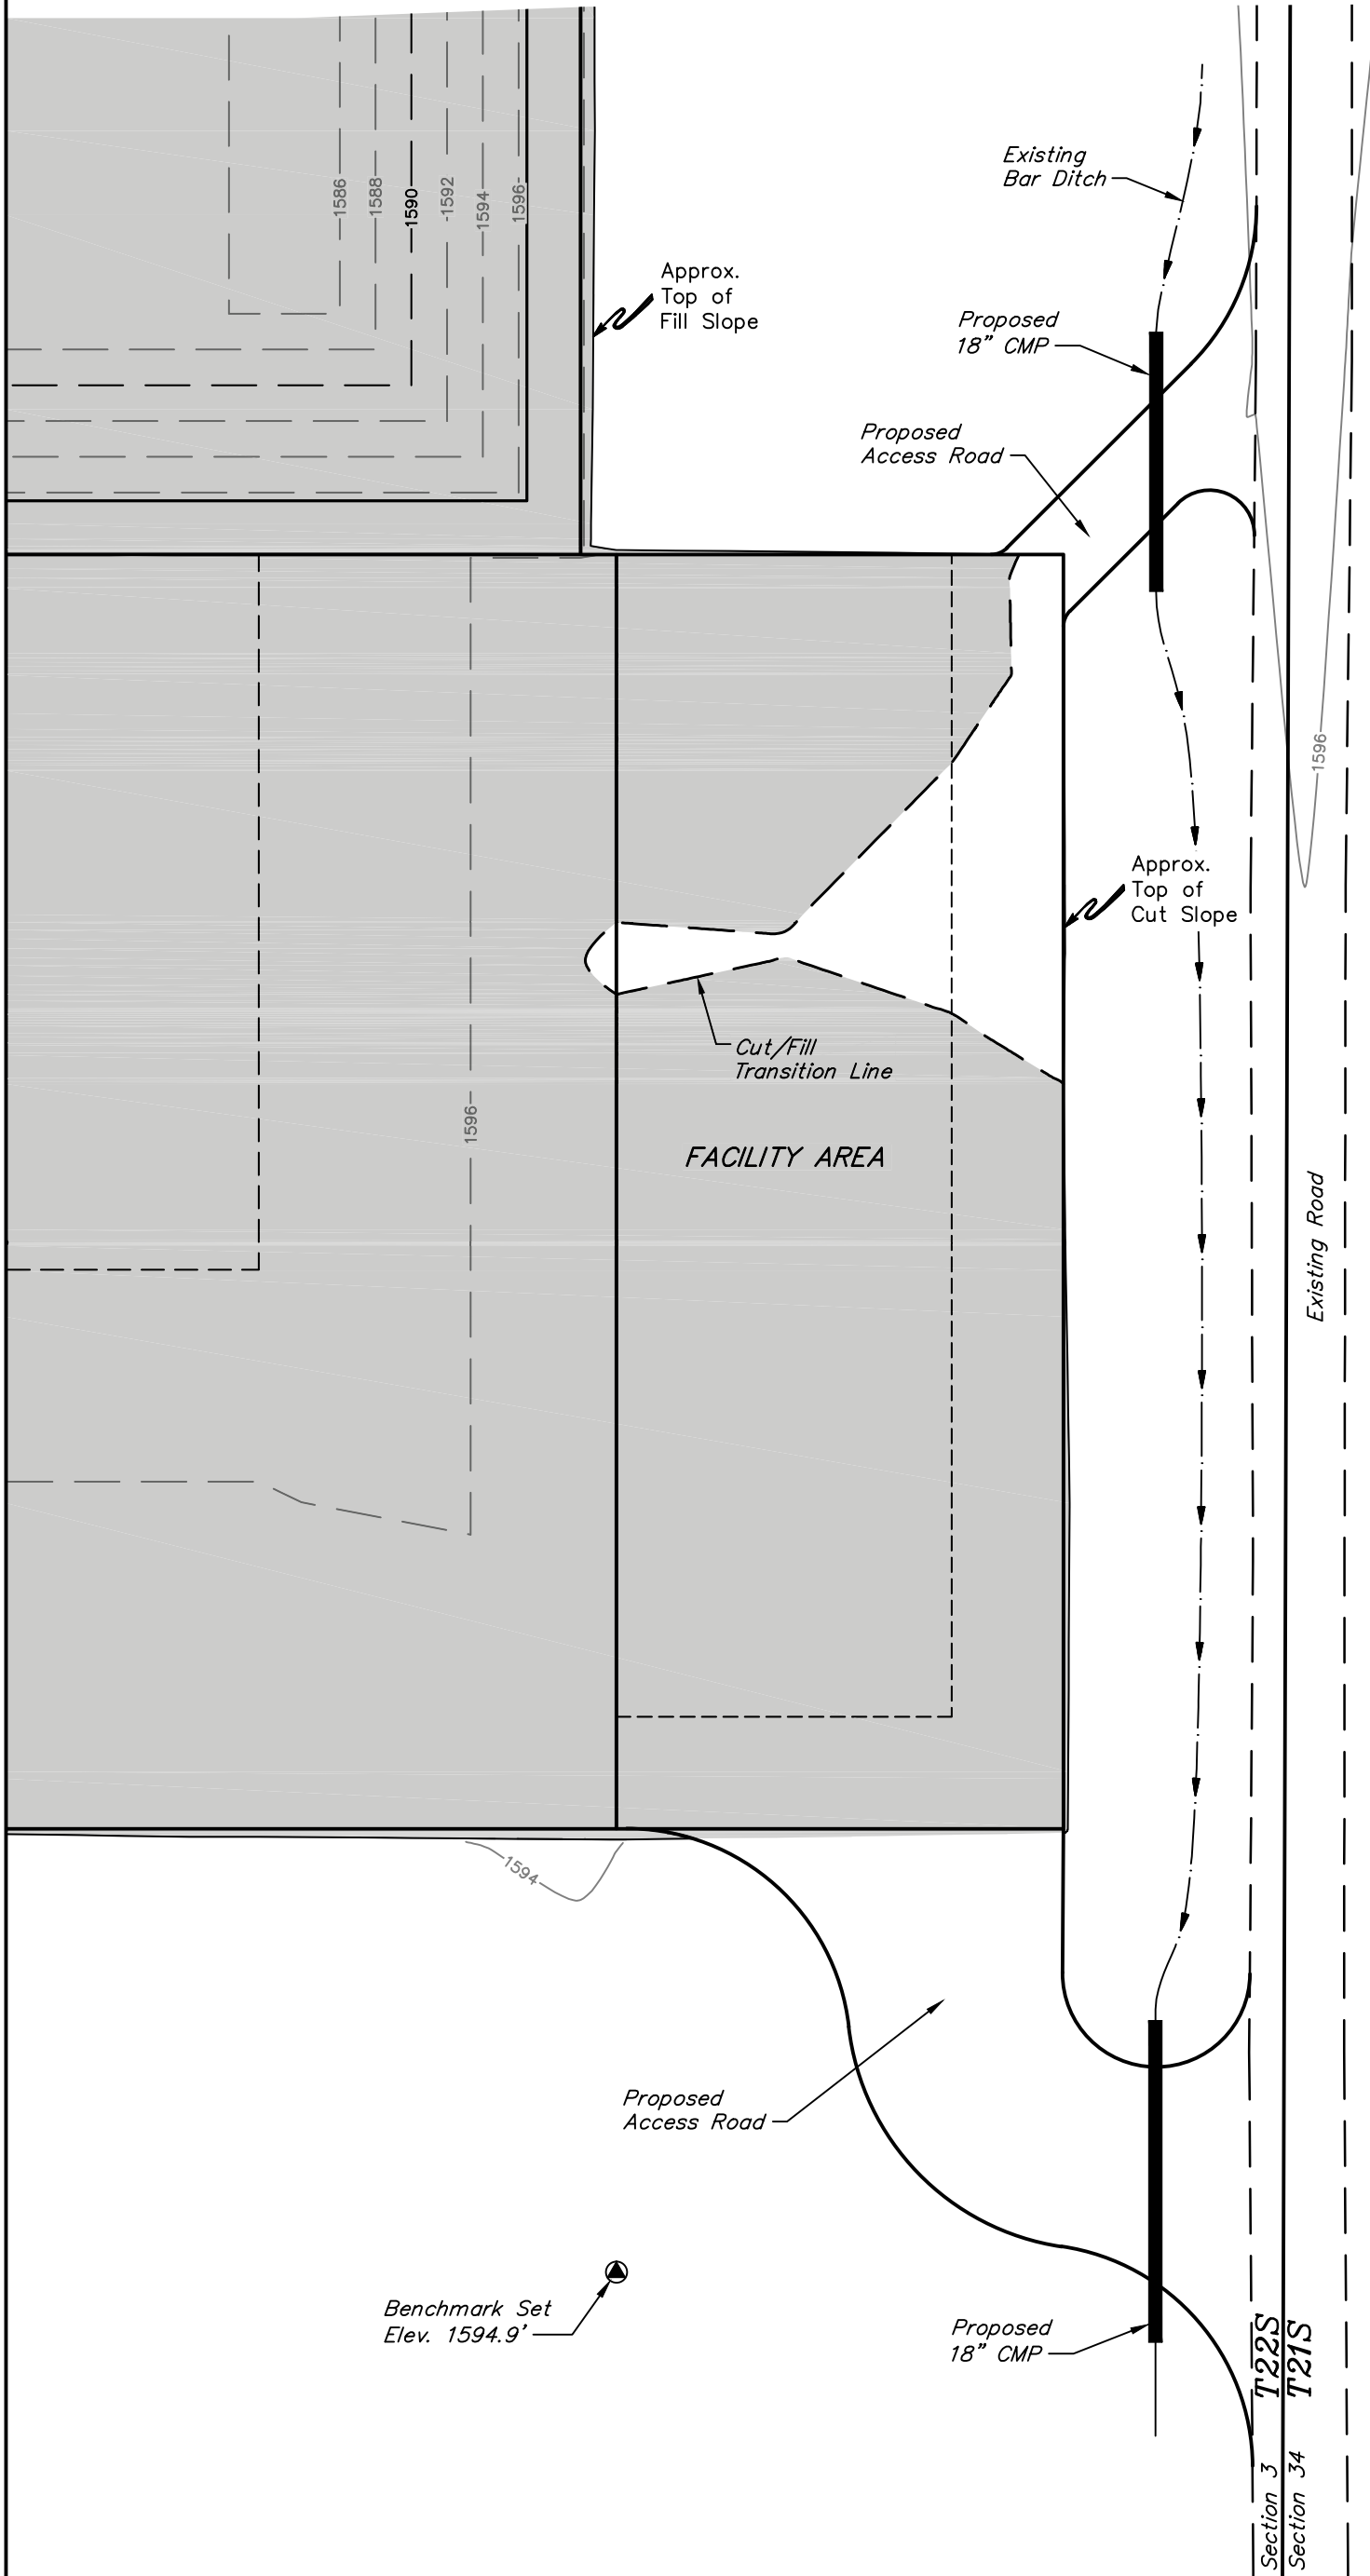 Existing
Bar Ditch
1586
1588
1590
1592
1594
1596
Approx.
Top of
Fill Slope
Proposed
18" CMP
Proposed
Access Road
1596
Approx.
Top of
Cut Slope
Cut/Fill
Transition Line
1596
FACILITY AREA
Existing Road
1594
Proposed
Access Road
Benchmark Set
Elev. 1594.9'
Proposed
18" CMP
T22S
T21S
Section 3
Section 34